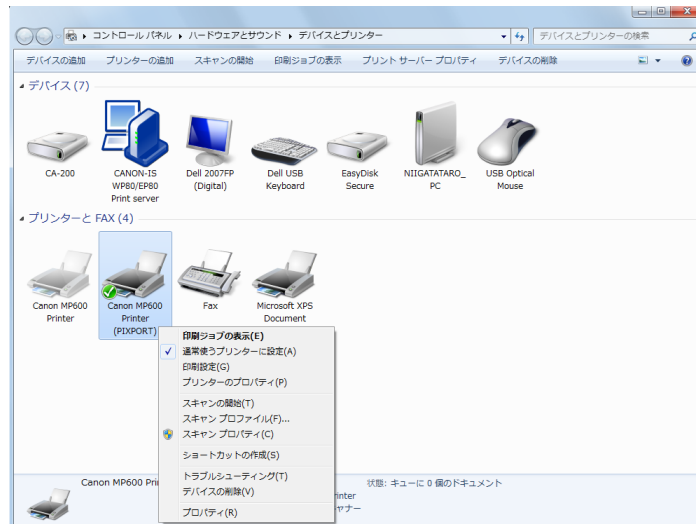 コントロール パネル ▸ ハードウェアとサウンド ▸ デバイスとプリンター
デバイスとプリンターの検索
デバイスの追加 プリンターの追加 スキャンの開始 印刷ジョブの表示 プリント サーバー プロパティ デバイスの削除
デバイス (7)
CA-200
CANON-IS
WP80/EP80
Print server
Dell 2007FP
(Digital)
Dell USB
Keyboard
EasyDisk
Secure
NIIGATATARO_
PC
USB Optical
Mouse
プリンターと FAX (4)
Canon MP600
Printer
Canon MP600
Printer
(PIXPORT)
Fax
Microsoft XPS
Document
印刷ジョブの表示(E)
通常使うプリンターに設定(A)
印刷設定(G)
プリンターのプロパティ(P)
スキャンの開始(T)
スキャン プロファイル(F)...
スキャン プロパティ(C)
ショートカットの作成(S)
トラブルシューティング(T)
デバイスの削除(V)
プロパティ(R)
Canon MP600 Pri
状態: キューに 0 個のドキュメント
inter
ャナー